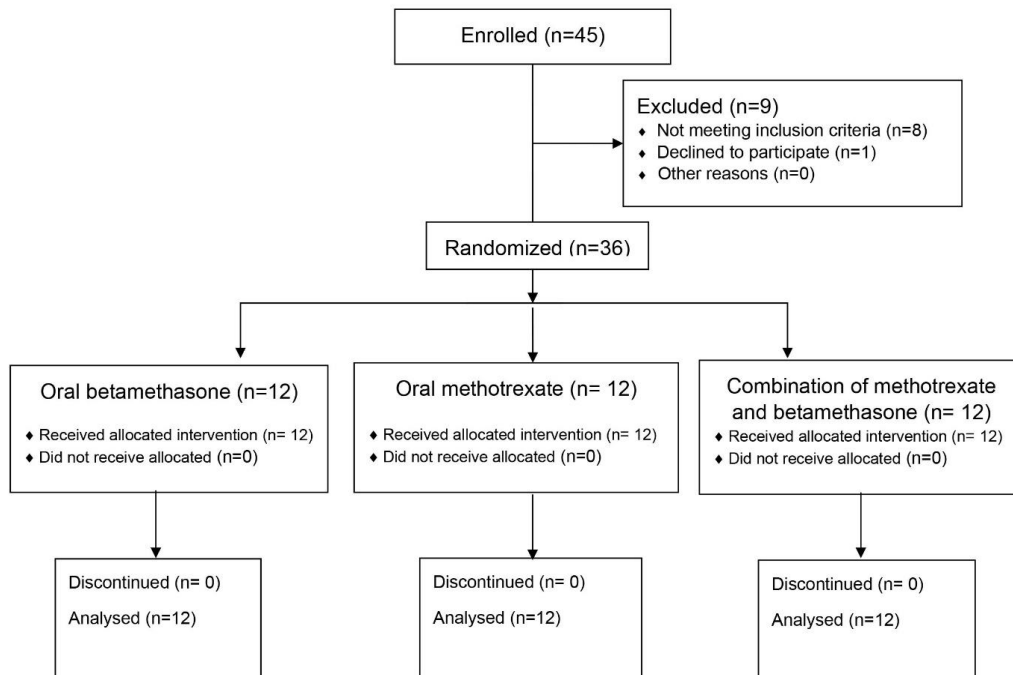 Enrolled (n=45)
Excluded (n=9)
♦ Not meeting inclusion criteria (n=8)
♦ Declined to participate (n=1)
♦ Other reasons (n=0)
Randomized (n=36)
Oral betamethasone (n=12)
♦ Received allocated intervention (n= 12)
♦ Did not receive allocated (n=0)
Oral methotrexate (n= 12)
♦ Received allocated intervention (n= 12)
♦ Did not receive allocated (n=0)
Combination of methotrexate
and betamethasone (n= 12)
♦ Received allocated intervention (n= 12)
♦ Did not receive allocated (n=0)
Discontinued (n= 0)
Analysed (n=12)
Discontinued (n= 0)
Analysed (n=12)
Discontinued (n= 0)
Analysed (n=12)